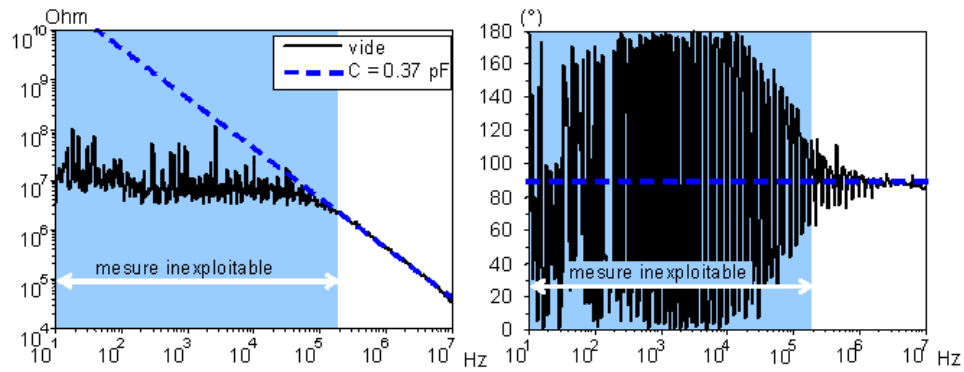 Ohm
10^10
10^9
10^8
10^7
10^6
10^5
10^4
vide
C = 0.37 pF
mesure inexploitable
10^1 10^2 10^3 10^4 10^5 10^6 10^7 Hz
(°)
180
160
140
120
100
80
60
40
20
0
mesure inexploitable
10^1 10^2 10^3 10^4 10^5 10^6 10^7 Hz